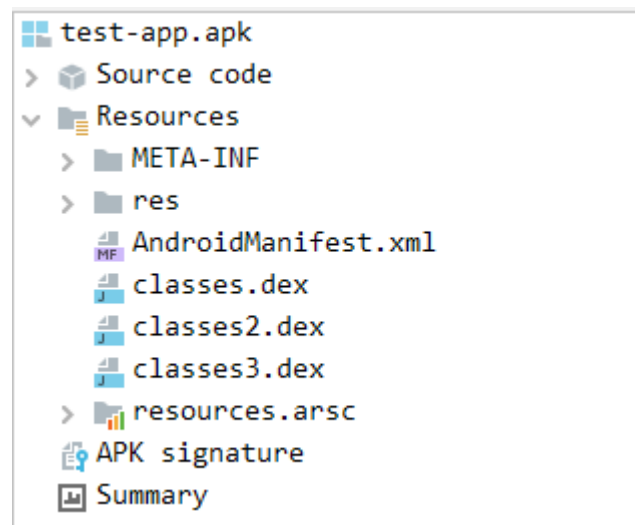 test-app.apk
Source code
Resources
META-INF
res
MF AndroidManifest.xml
J classes.dex
J classes2.dex
J classes3.dex
resources.arsc
APK signature
Summary